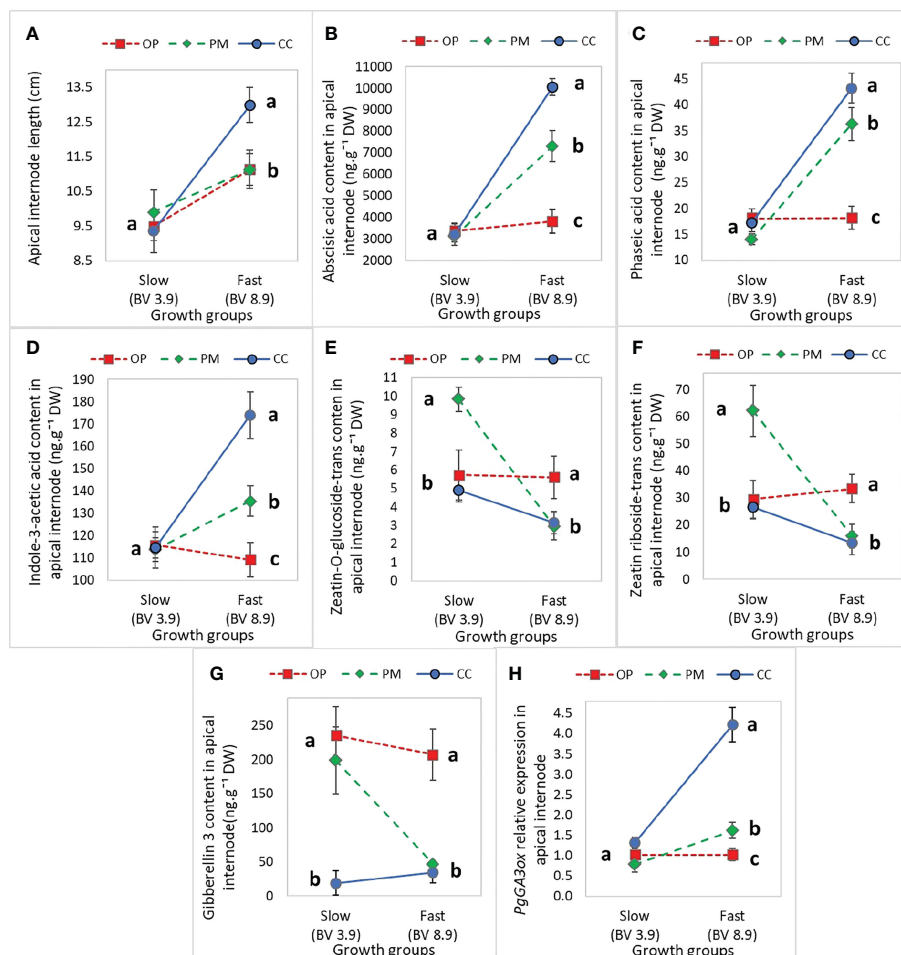 A
OP PM CC
Apical internode length (cm)
13.5
12.5
11.5
10.5
9.5
8.5
a
a
b
Slow
(BV 3.9)
Fast
(BV 8.9)
Growth groups
B
OP PM CC
Abscisic acid content in apical
internode (ng.g⁻¹ DW)
11000
10000
9000
8000
7000
6000
5000
4000
3000
2000
a
a
b
c
Slow
(BV 3.9)
Fast
(BV 8.9)
Growth groups
C
OP PM CC
Phaseic acid content in apical
internode (ng.g⁻¹ DW)
45
40
35
30
25
20
15
10
a
a
b
c
Slow
(BV 3.9)
Fast
(BV 8.9)
Growth groups
D
OP PM CC
Indole-3-acetic acid content in
apical internode (ng.g⁻¹ DW)
190
180
170
160
150
140
130
120
110
100
a
a
b
c
Slow
(BV 3.9)
Fast
(BV 8.9)
Growth groups
E
OP PM CC
Zeatin-O-glucoside-trans conten in
apical internode (ng.g⁻¹ DW)
11
10
9
8
7
6
5
4
3
2
1
0
a
b
a
b
Slow
(BV 3.9)
Fast
(BV 8.9)
Growth groups
F
OP PM CC
Zeatin riboside-trans content in
apical internode (ng.g⁻¹ DW)
70
60
50
40
30
20
10
0
a
b
a
b
Slow
(BV 3.9)
Fast
(BV 8.9)
Growth groups
G
OP PM CC
Gibberellin 3 content in apical
internode(ng.g⁻¹ DW)
250
200
150
100
50
0
a
b
a
b
Slow
(BV 3.9)
Fast
(BV 8.9)
Growth groups
H
OP PM CC
PgGA3ox relative expression in
apical internode
4.5
4.0
3.5
3.0
2.5
2.0
1.5
1.0
0.5
0.0
a
a
b
c
Slow
(BV 3.9)
Fast
(BV 8.9)
Growth groups